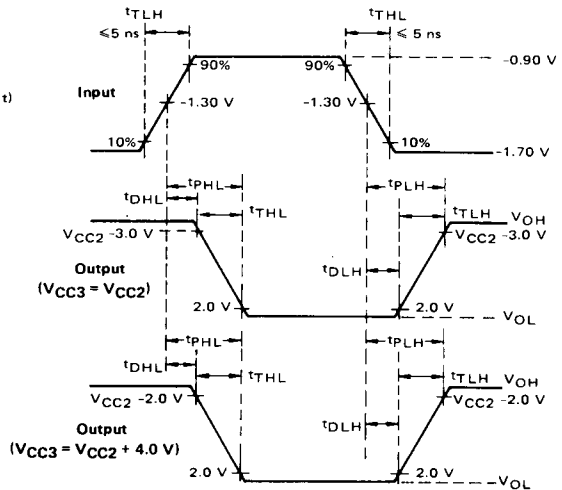 tTLH
≤5 ns
tTHL
≤ 5 ns
90%
90%
-0.90 V
t)
Input
-1.30 V
-1.30 V
10%
10%
-1.70 V
tPHL
tPLH
tDHL
tTHL
tTLH
VOH
VCC2 -3.0 V
VCC2 -3.0 V
Output
(VCC3 = VCC2)
tDLH
2.0 V
2.0 V
VOL
tPHL
tPLH
tDHL
tTHL
tTLH
VOH
VCC2 -2.0 V
VCC2 -2.0 V
Output
(VCC3 = VCC2 + 4.0 V)
tDLH
2.0 V
2.0 V
VOL